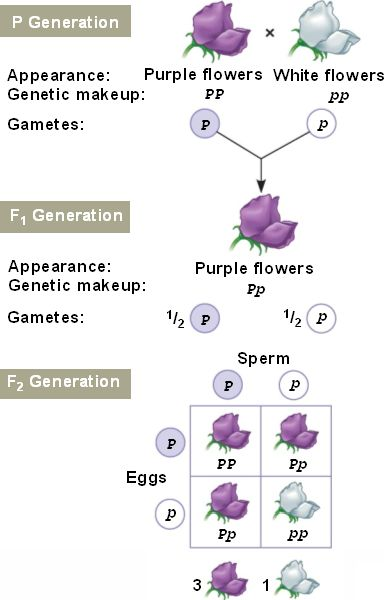 P Generation
×
Appearance: Purple flowers White flowers
Genetic makeup: PP pp
Gametes: P p
F1 Generation
Appearance: Purple flowers
Genetic makeup: Pp
Gametes: 1/2 P 1/2 p
Sperm
F2 Generation
P p
P
PP Pp
Eggs
p
Pp pp
3 1